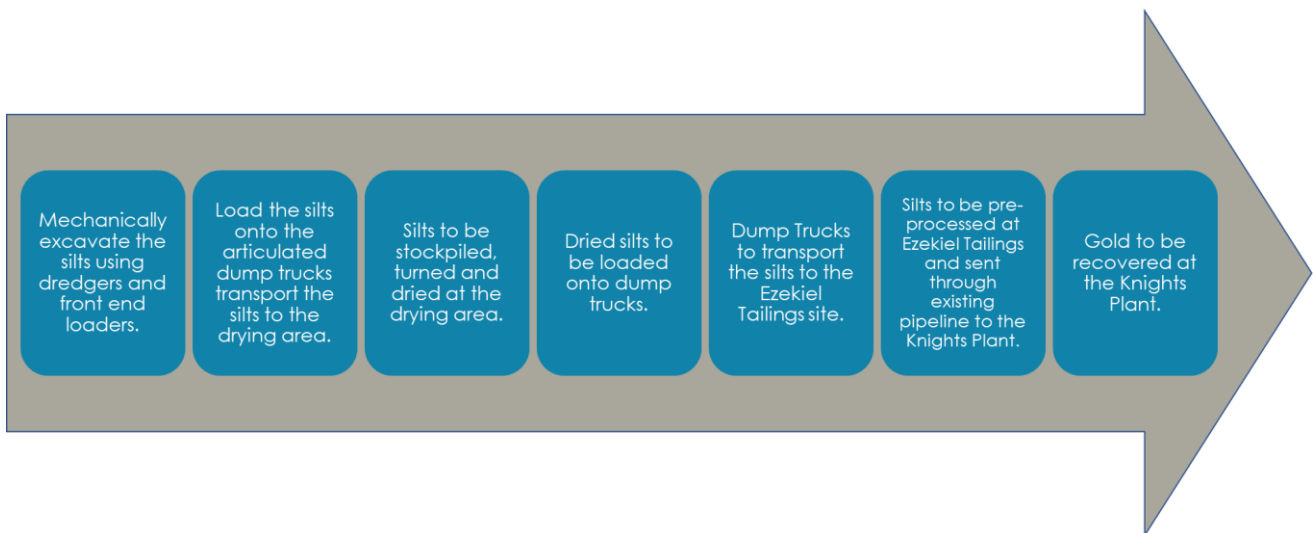 Mechanically
excavate the
silts using
dredgers and
front end
loaders.
Load the silts
onto the
articulated
dump trucks
transport the
silts to the
drying area.
Silts to be
stockpiled,
turned and
dried at the
drying area.
Dried silts to
be loaded
onto dump
trucks.
Dump Trucks
to transport
the silts to the
Ezekiel
Tailings site.
Silts to be pre-
processed at
Ezekiel Tailings
and sent
through
existing
pipeline to the
Knights Plant.
Gold to be
recovered at
the Knights
Plant.